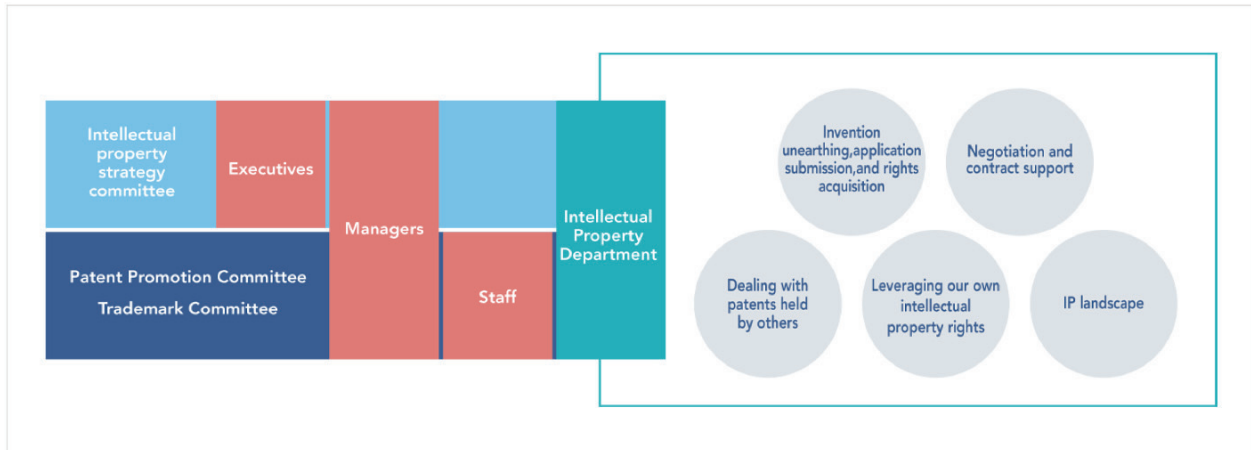 Intellectual
property
strategy
committee
Executives
Managers
Patent Promotion Committee
Trademark Committee
Staff
Intellectual
Property
Department
Invention
unearthing,application
submission,and rights
acquisition
Negotiation and
contract support
Dealing with
patents held
by others
Leveraging our own
intellectual
property rights
IP landscape